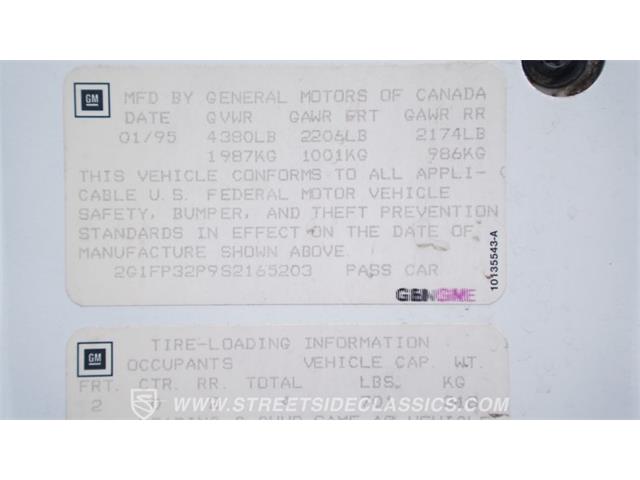 GM
MFD BY GENERAL MOTORS OF CANADA
DATE GVWR GAWR FRT GAWR RR
01/95 4380LB 2206LB 2174LB
1987KG 1001KG 986KG
THIS VEHICLE CONFORMS TO ALL APPLI-
CABLE U.S. FEDERAL MOTOR VEHICLE
SAFETY, BUMPER, AND THEFT PREVENTION
STANDARDS IN EFFECT ON THE DATE OF
MANUFACTURE SHOWN ABOVE.
2G1FP32P9S2165203 PASS CAR
GENGME
10135543-A
GM
TIRE-LOADING INFORMATION
OCCUPANTS VEHICLE CAP. WT.
FRT. CTR. RR. TOTAL LBS. KG
2
WWW.STREETSIDECLASSICS.COM